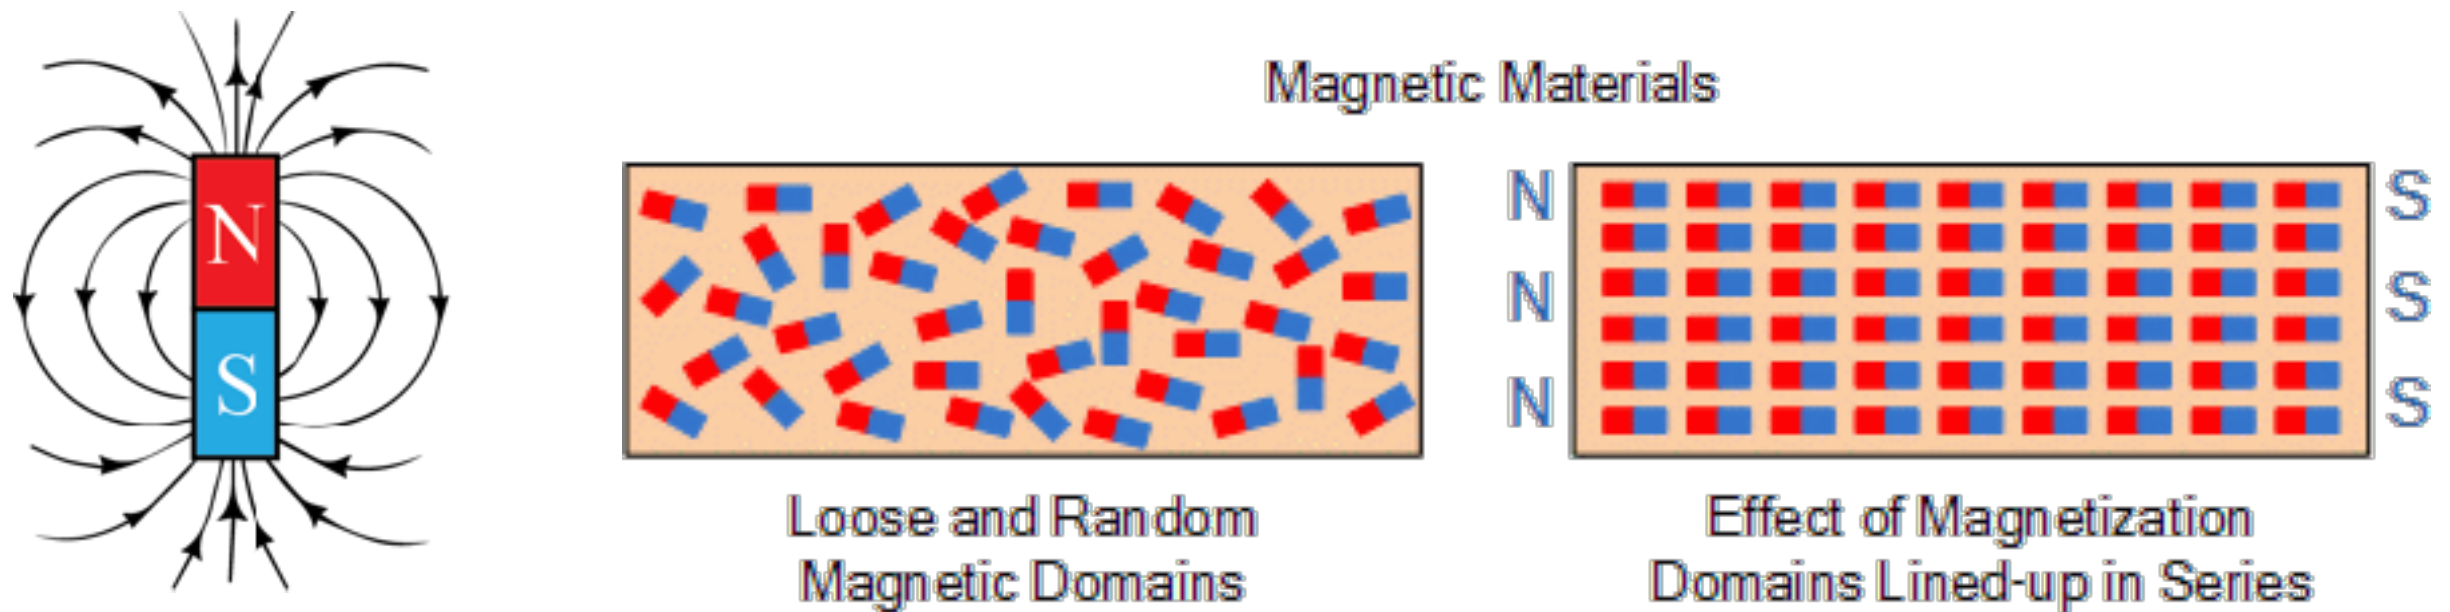 N
S
Magnetic Materials
N S
N S
N S
Loose and Random
Magnetic Domains
Effect of Magnetization
Domains Lined-up in Series